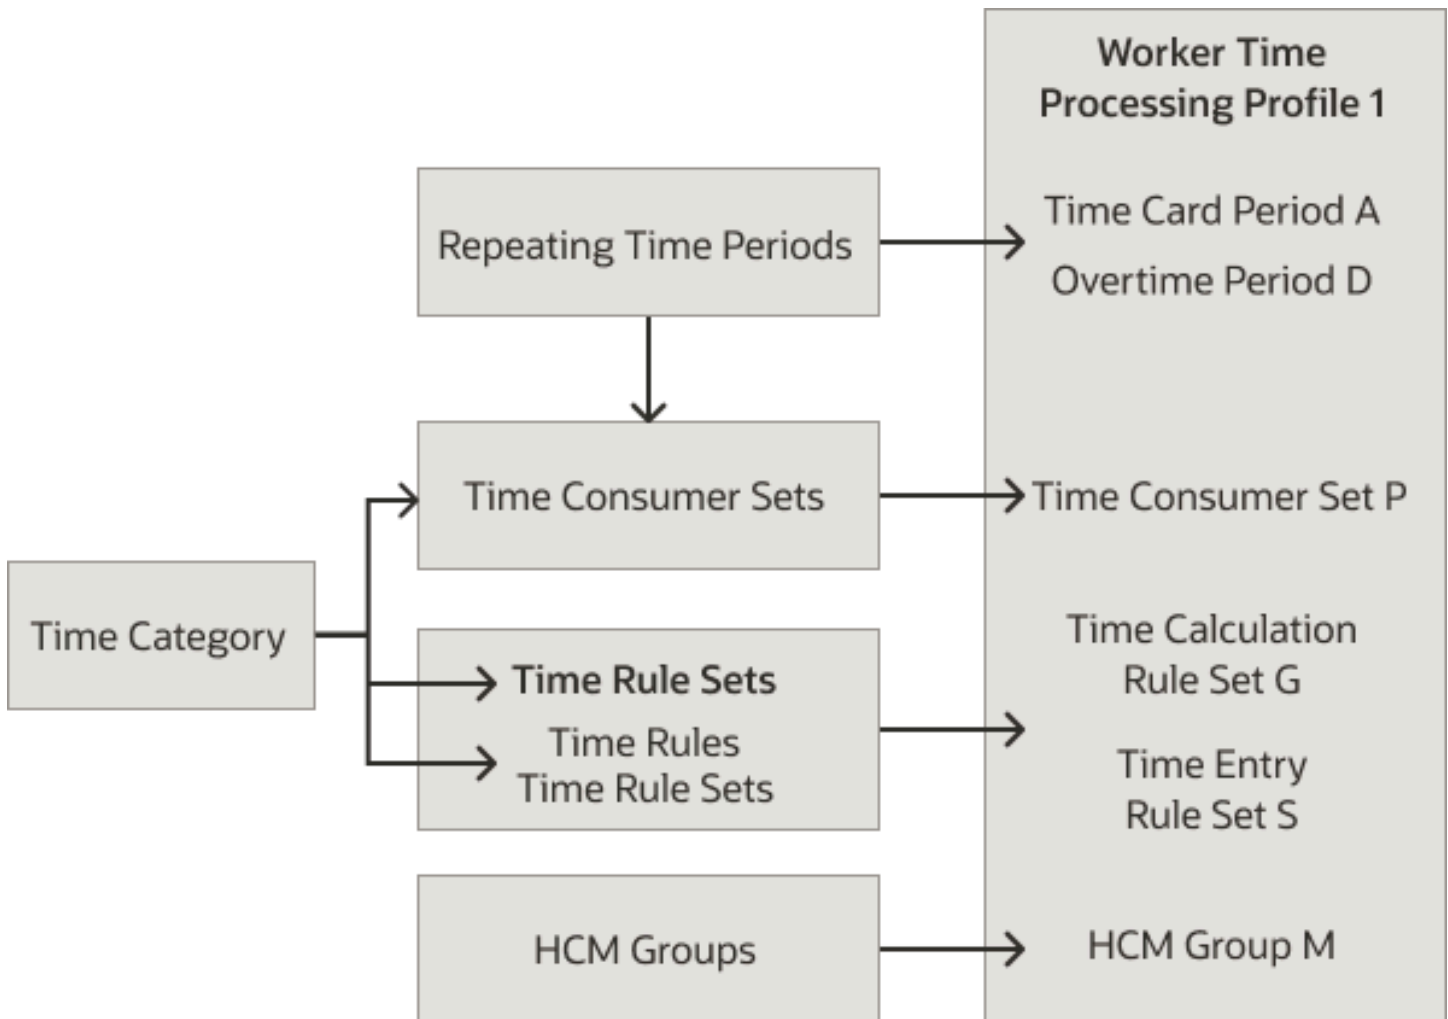 Worker Time
Processing Profile 1
Repeating Time Periods
Time Card Period A
Overtime Period D
Time Consumer Sets
Time Consumer Set P
Time Category
Time Rule Sets
Time Rules
Time Rule Sets
Time Calculation
Rule Set G
Time Entry
Rule Set S
HCM Groups
HCM Group M